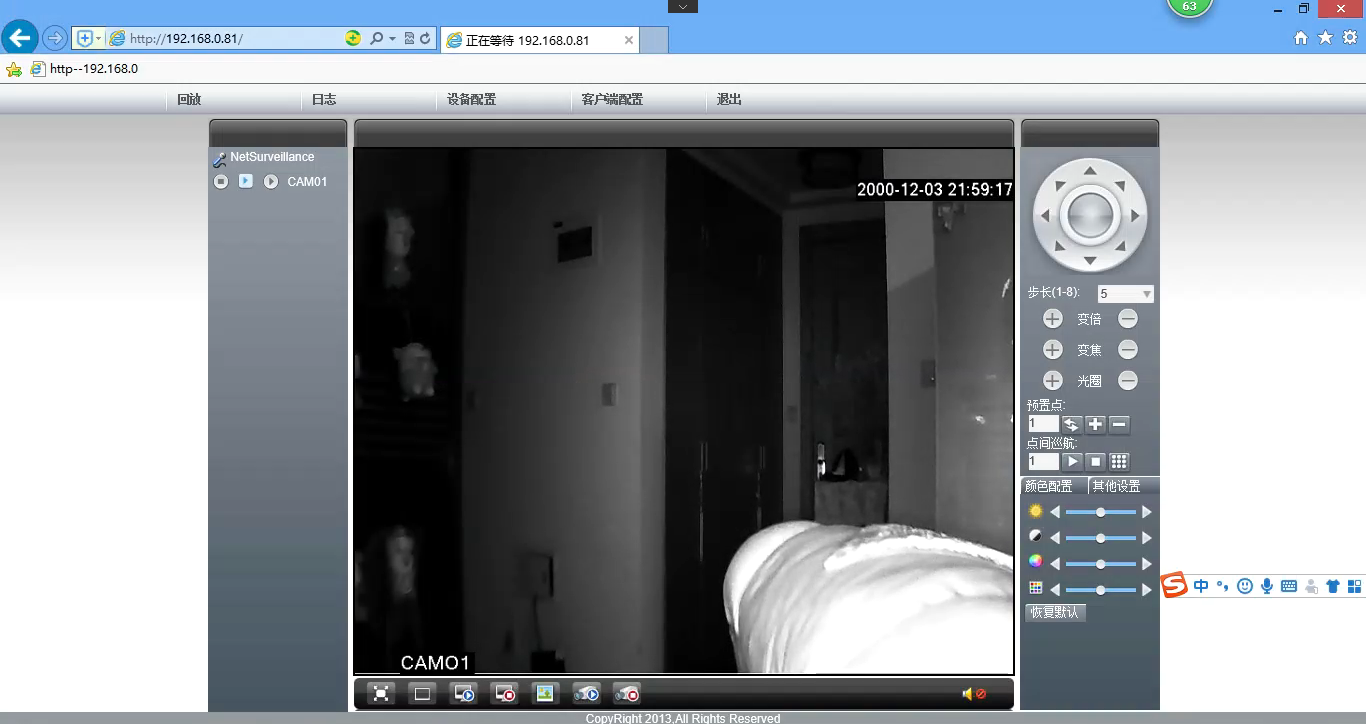 63
http://192.168.0.81/
正在等待 192.168.0.81
http--192.168.0
回放
日志
设备配置
客户端配置
退出
NetSurveillance
CAM01
2000-12-03 21:59:17
步长(1-8):
5
变倍
变焦
光圈
预置点:
1
点间巡航:
1
颜色配置
其他设置
中
恢复默认
CAMO1
CopyRight 2013.All Rights Reserved